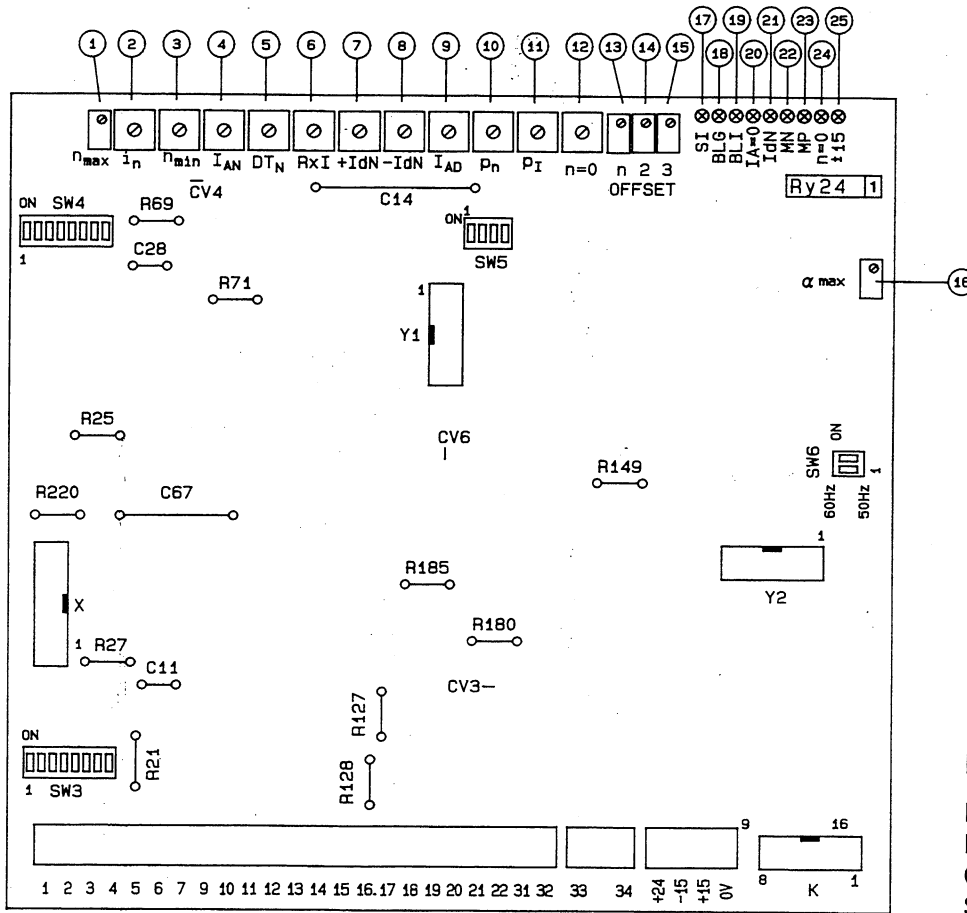 1 2 3 4 5 6 7 8 9 10 11 12 13 14 15 17 18 19 20 21 22 23 24 25
n max i n n min I AN DT N RxI +IdN -IdN I AD p n p I n=0 n 2 3
OFFSET
SI BLG BLI IA=0 IdN MN MP n=0 ±15
CV4
C14
Ry24 1
ON SW4
1
R69
C28
ON 1
SW5
R71
α max
16
1
Y1
R25
CV6
R149
SW6
ON
1
60Hz 50Hz
R220
C67
1
Y2
R185
X
1
R27
R180
C11
CV3
R127
ON
1 SW3
R21
R128
9
16
1 2 3 4 5 6 7 9 10 11 12 13 14 15 16 17 18 19 20 21 22 31 32 33 34 +24 -15 +15 0V
8 K 1